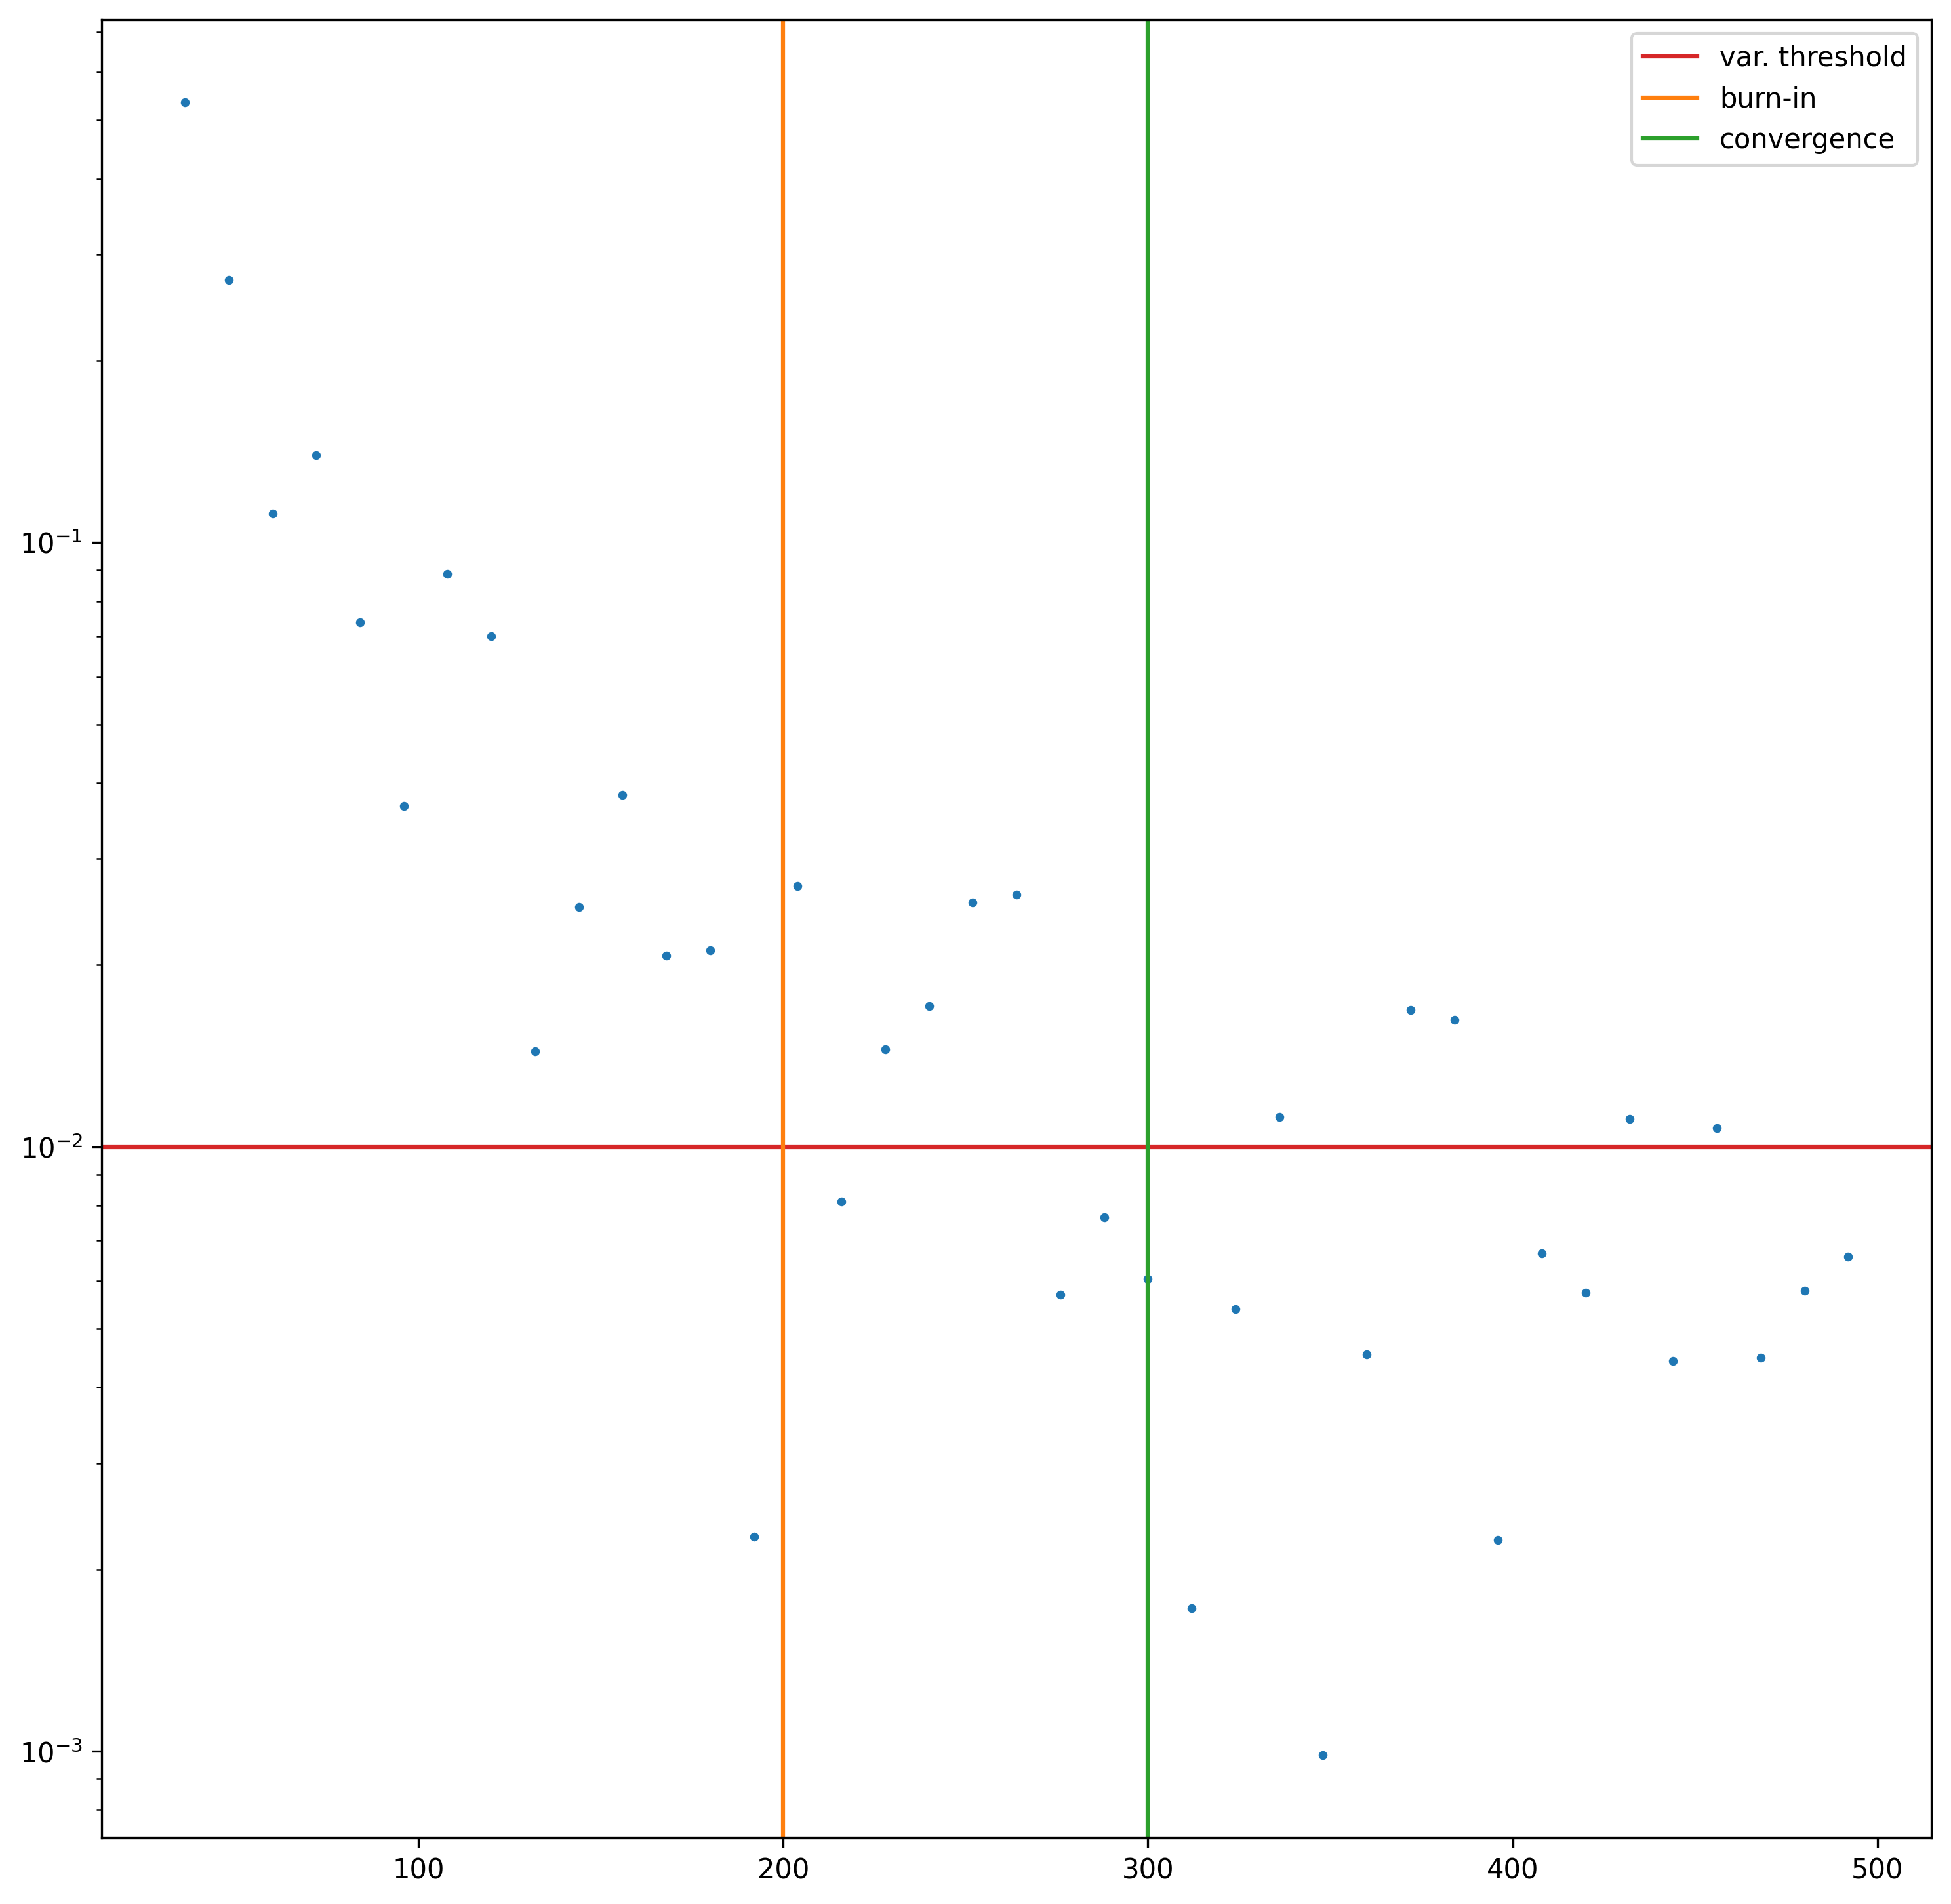 var. threshold
burn-in
convergence
10⁻¹
10⁻²
10⁻³
100 200 300 400 500